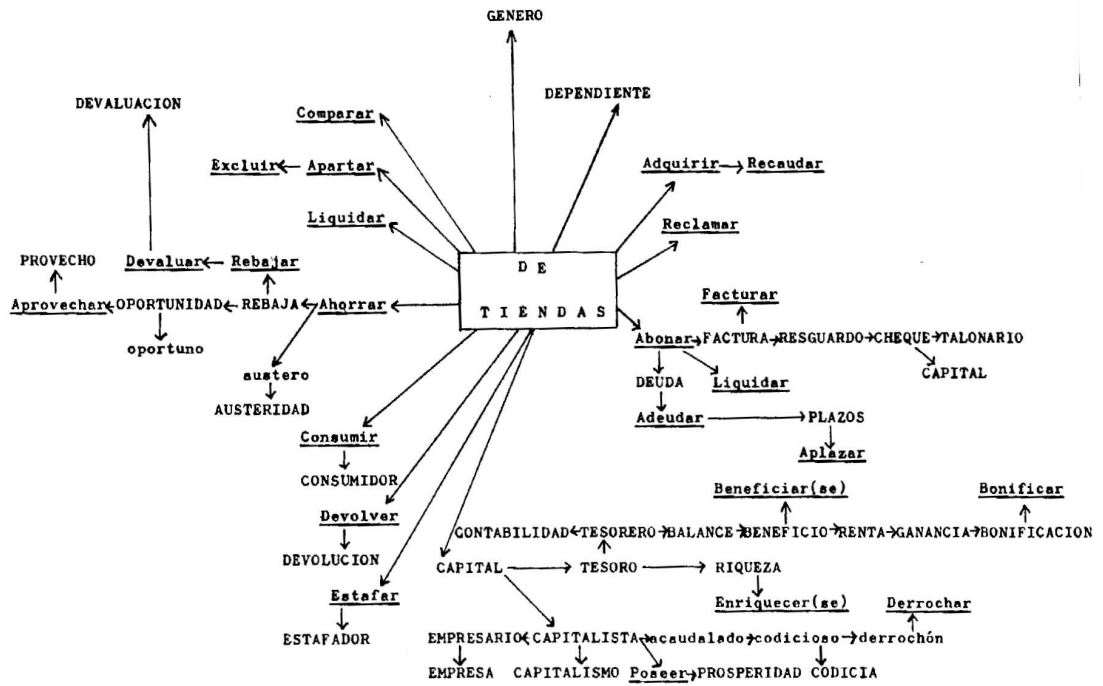 GENERO
DEPENDIENTE
DEVALUACION
Comparar
Excluir Apartar
Adquirir Recaudar
Liquidar
Reclamar
PROVECHO Devaluar Rebajar
DE
TIENDAS
Aprovechar OPORTUNIDAD REBAJA Ahorrar
Facturar
oportuno
Abonar FACTURA RESGUARDO CHEQUE TALONARIO
austero
DEUDA Liquidar CAPITAL
AUSTERIDAD
Adeudar PLAZOS
Consumir
Aplazar
CONSUMIDOR
Beneficiar(se) Bonificar
Devolver
CONTABILIDAD TESORERO BALANCE BENEFICIO RENTA GANANCIA BONIFICACION
DEVOLUCION
CAPITAL TESORO RIQUEZA
Estafar
Enriquecer(se) Derrochar
ESTAFADOR
EMPRESARIO CAPITALISTA acaudalado codicioso derrochón
EMPRESA CAPITALISMO Poseer PROSPERIDAD CODICIA